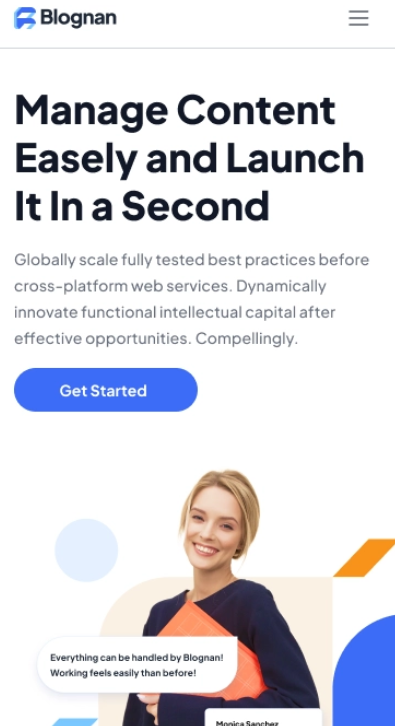 Blognan
Manage Content
Easely and Launch
It In a Second
Globally scale fully tested best practices before
cross-platform web services. Dynamically
innovate functional intellectual capital after
effective opportunities. Compellingly.
Get Started
Everything can be handled by Blognan!
Working feels easily than before!
Monica Sanchez